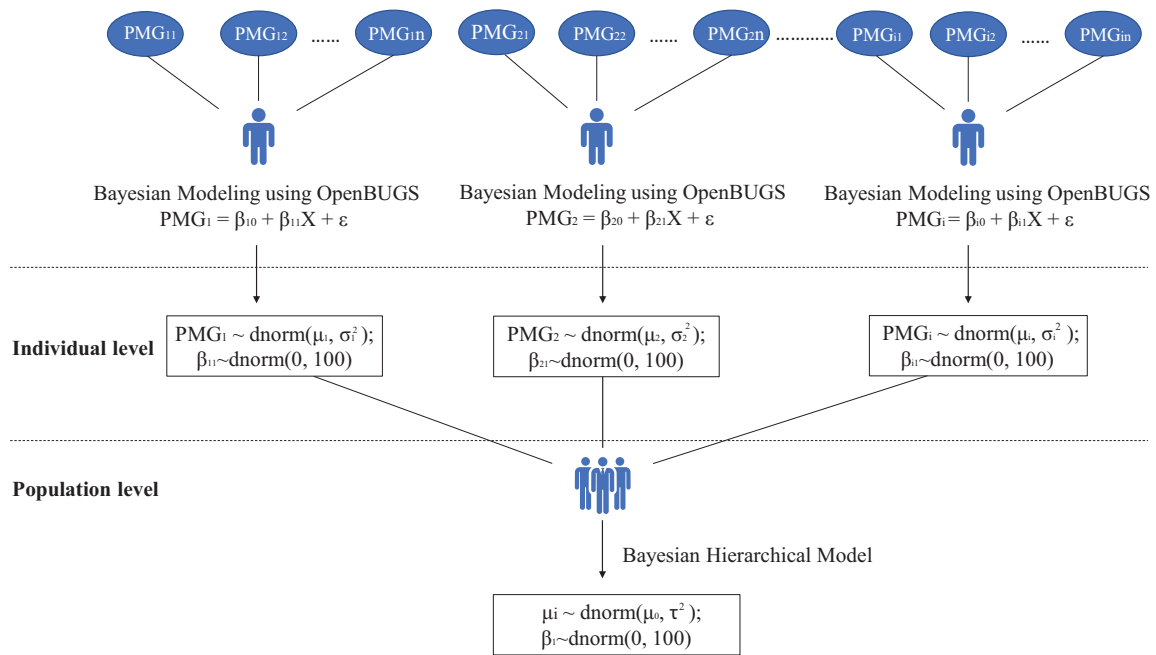 PMG₁₁ PMG₁₂ ...... PMG₁n PMG₂₁ PMG₂₂ ...... PMG₂n ............ PMGᵢ₁ PMGᵢ₂ ...... PMGᵢₙ
Bayesian Modeling using OpenBUGS
PMG₁ = β₁₀ + β₁₁X + ε
Bayesian Modeling using OpenBUGS
PMG₂ = β₂₀ + β₂₁X + ε
Bayesian Modeling using OpenBUGS
PMGᵢ = βᵢ₀ + βᵢ₁X + ε
Individual level
PMG₁ ~ dnorm(μ₁, σ₁²);
β₁₁~dnorm(0, 100)
PMG₂ ~ dnorm(μ₂, σ₂²);
β₂₁~dnorm(0, 100)
PMGᵢ ~ dnorm(μᵢ, σᵢ²);
βᵢ₁~dnorm(0, 100)
Population level
Bayesian Hierarchical Model
μi ~ dnorm(μ₀, τ²);
β₁~dnorm(0, 100)